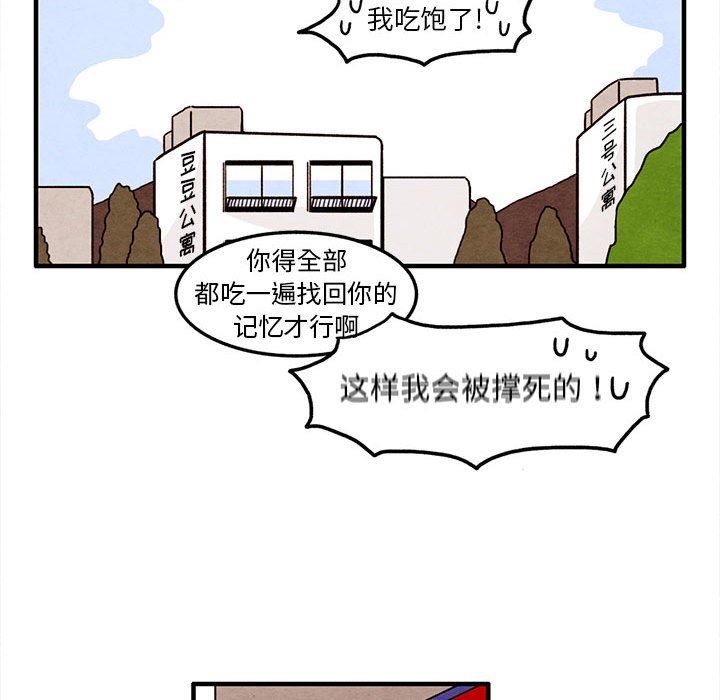 我吃饱了!
豆豆公寓
三号公寓
你得全部
都吃一遍找回你的
记忆才行啊
这样我会被撑死的！